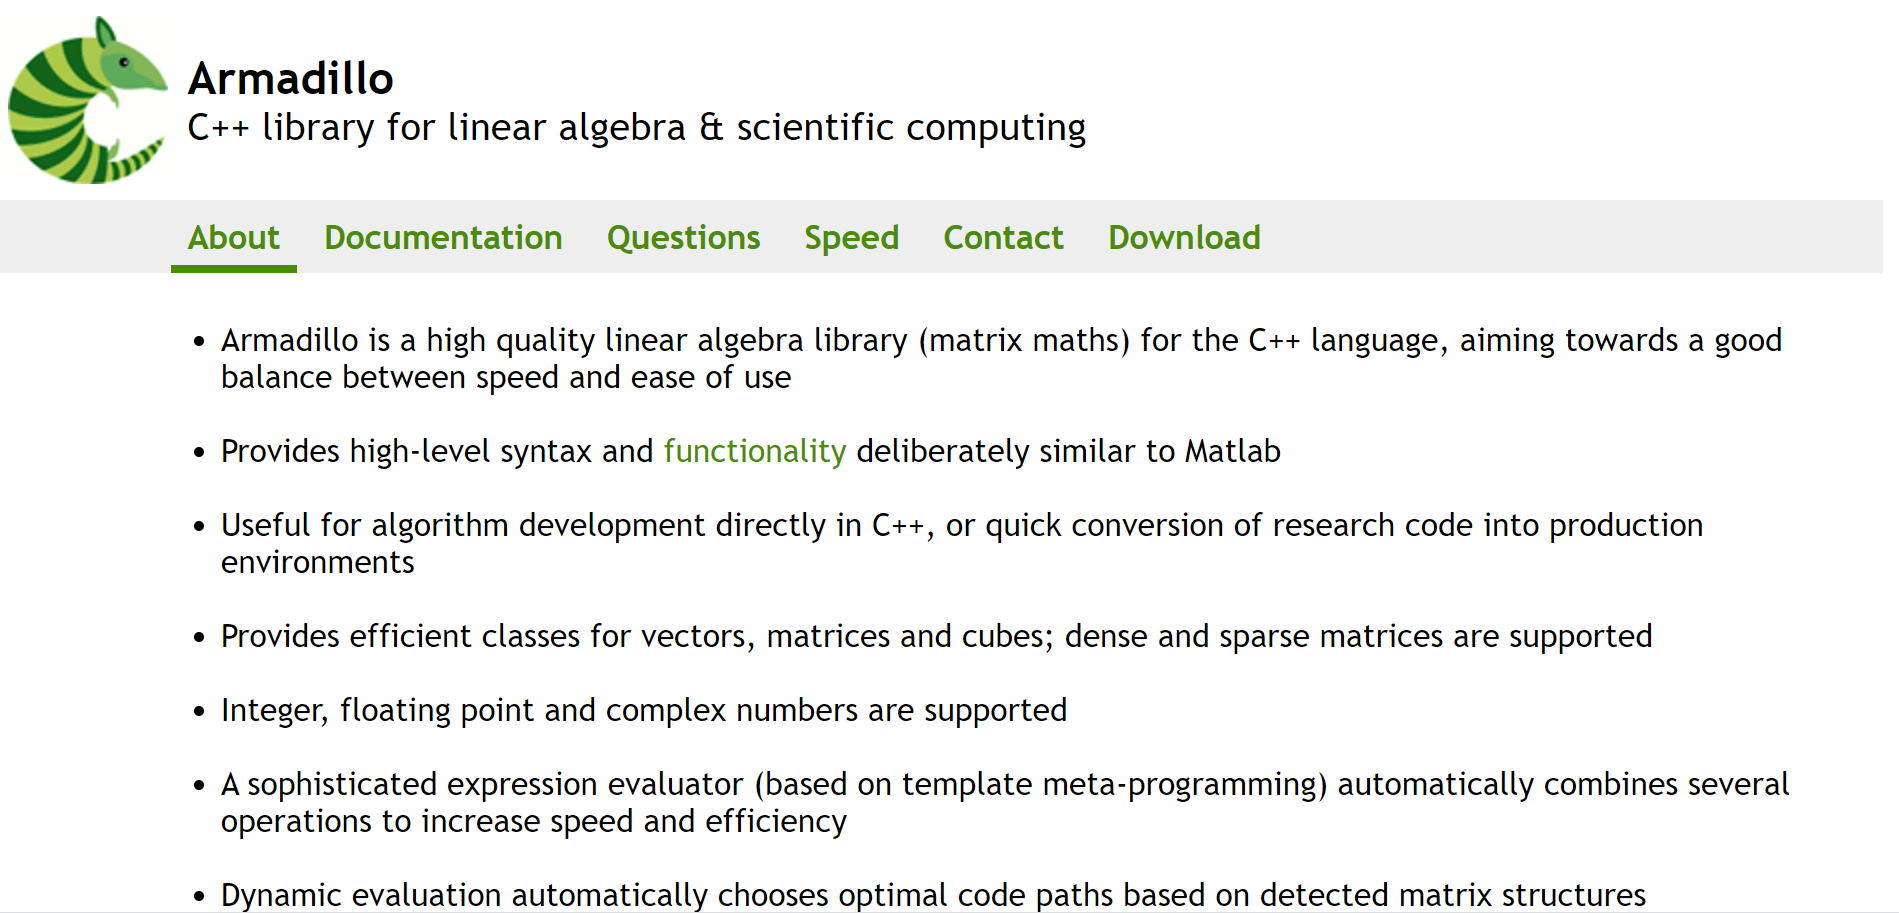 Armadillo
C++ library for linear algebra & scientific computing
About Documentation Questions Speed Contact Download
• Armadillo is a high quality linear algebra library (matrix maths) for the C++ language, aiming towards a good
balance between speed and ease of use
• Provides high-level syntax and functionality deliberately similar to Matlab
• Useful for algorithm development directly in C++, or quick conversion of research code into production
environments
• Provides efficient classes for vectors, matrices and cubes; dense and sparse matrices are supported
• Integer, floating point and complex numbers are supported
• A sophisticated expression evaluator (based on template meta-programming) automatically combines several
operations to increase speed and efficiency
• Dynamic evaluation automatically chooses optimal code paths based on detected matrix structures